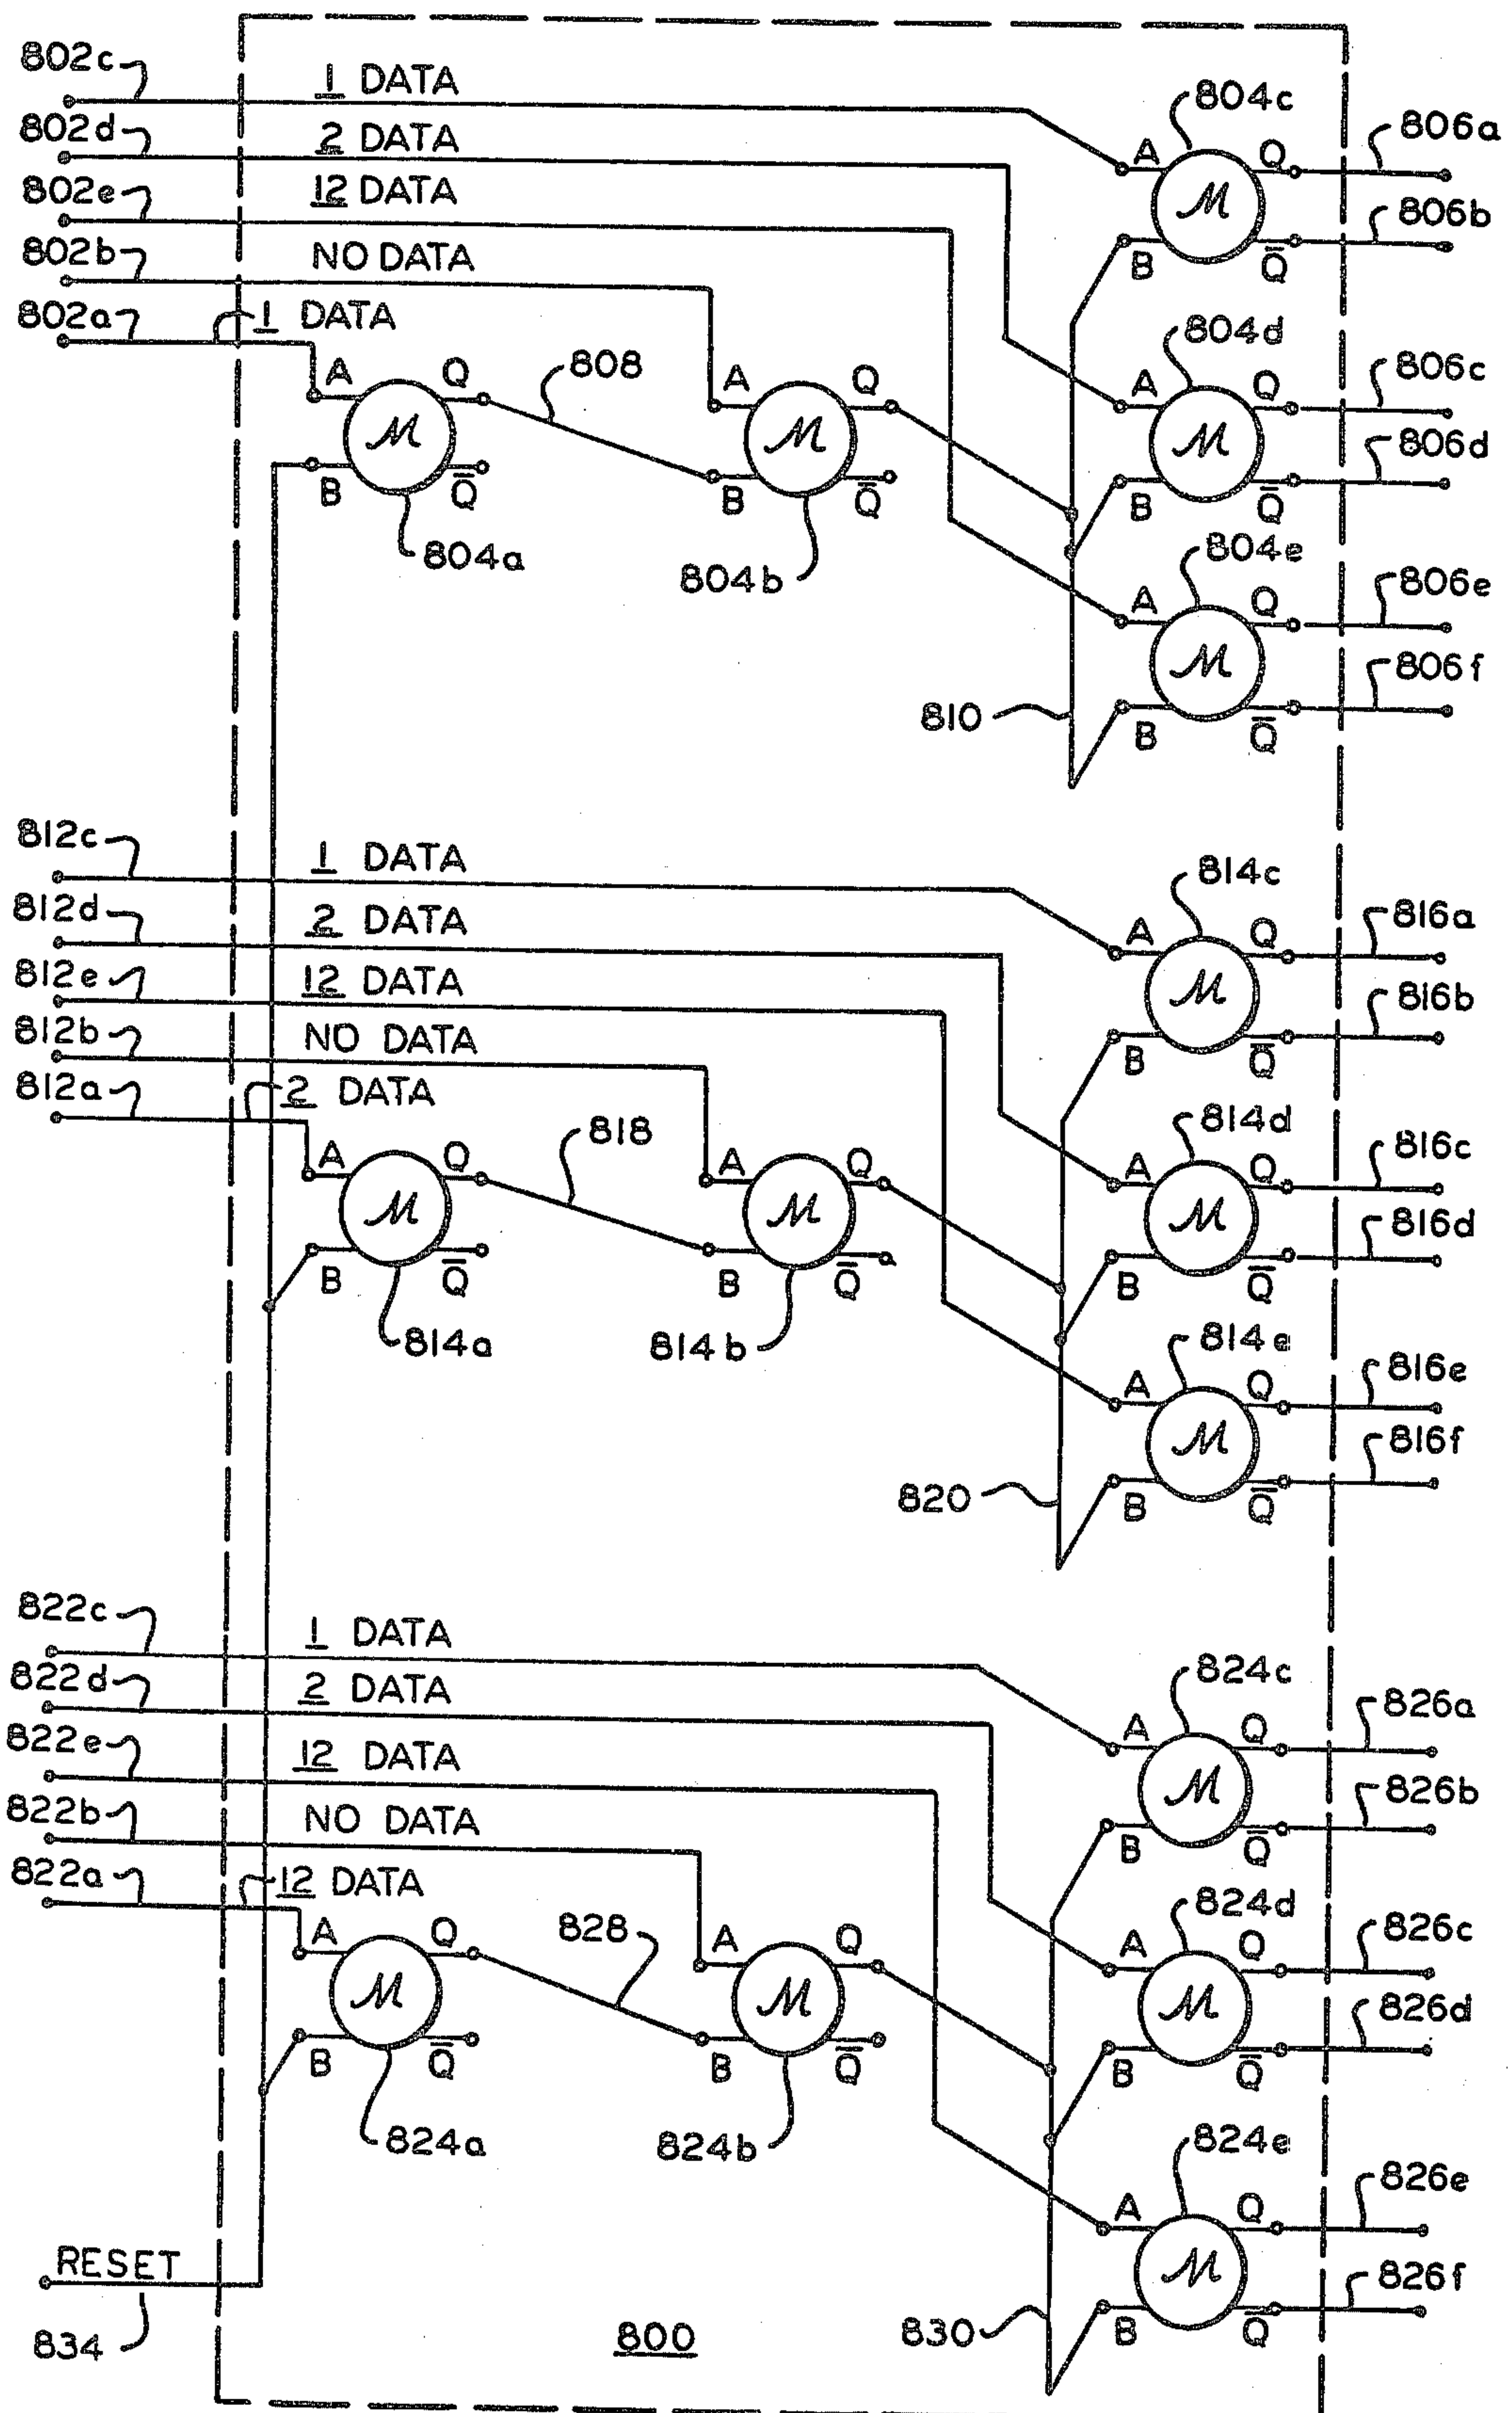 802c
1 DATA
804c
806a
802d
2 DATA
A
Q
M
802e
12 DATA
806b
B
Q̅
802b
NO DATA
802a
1 DATA
804d
A
Q
808
A
Q
A
Q
806c
M
M
M
806d
B
Q̅
B
Q̅
B
Q̅
804a
804b
804e
806e
A
Q
M
806f
810
B
Q̅
812c
1 DATA
814c
812d
2 DATA
A
Q
816a
812e
12 DATA
M
816b
812b
NO DATA
B
Q̅
812a
2 DATA
814d
818
A
Q
A
Q
A
Q
816c
M
M
M
816d
B
Q̅
B
Q̅
B
Q̅
814a
814b
814e
816e
A
Q
M
816f
820
B
Q̅
822c
1 DATA
824c
822d
2 DATA
A
Q
826a
822e
12 DATA
M
826b
822b
NO DATA
B
Q̅
822a
12 DATA
824d
828
A
Q
A
Q
A
Q
826c
M
M
M
826d
B
Q̅
B
Q̅
B
Q̅
824a
824b
824e
826e
A
Q
RESET
M
826f
834
800
830
B
Q̅